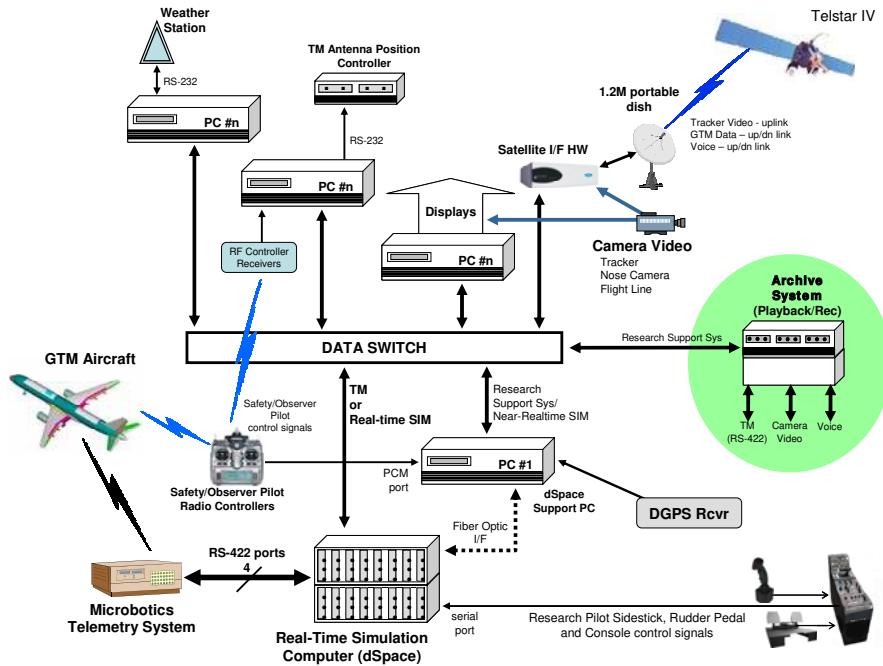 Weather
Station
Telstar IV
TM Antenna Position
Controller
RS-232
1.2M portable
dish
PC #n
Tracker Video - uplink
GTM Data – up/dn link
Voice – up/dn link
RS-232
Satellite I/F HW
PC #n
Displays
RF Controller
Receivers
Camera Video
Tracker
Nose Camera
Flight Line
PC #n
Archive
System
(Playback/Rec)
DATA SWITCH
Research Support Sys
GTM Aircraft
Safety/Observer
Pilot
control signals
TM
or
Real-time SIM
Research
Support Sys/
Near-Realtime SIM
TM
(RS-422)
Camera
Video
Voice
PC #1
PCM
port
Safety/Observer Pilot
Radio Controllers
dSpace
Support PC
DGPS Rcvr
Fiber Optic
I/F
RS-422 ports
4
Microbotics
Telemetry System
serial
port
Research Pilot Sidestick, Rudder Pedal
and Console control signals
Real-Time Simulation
Computer (dSpace)